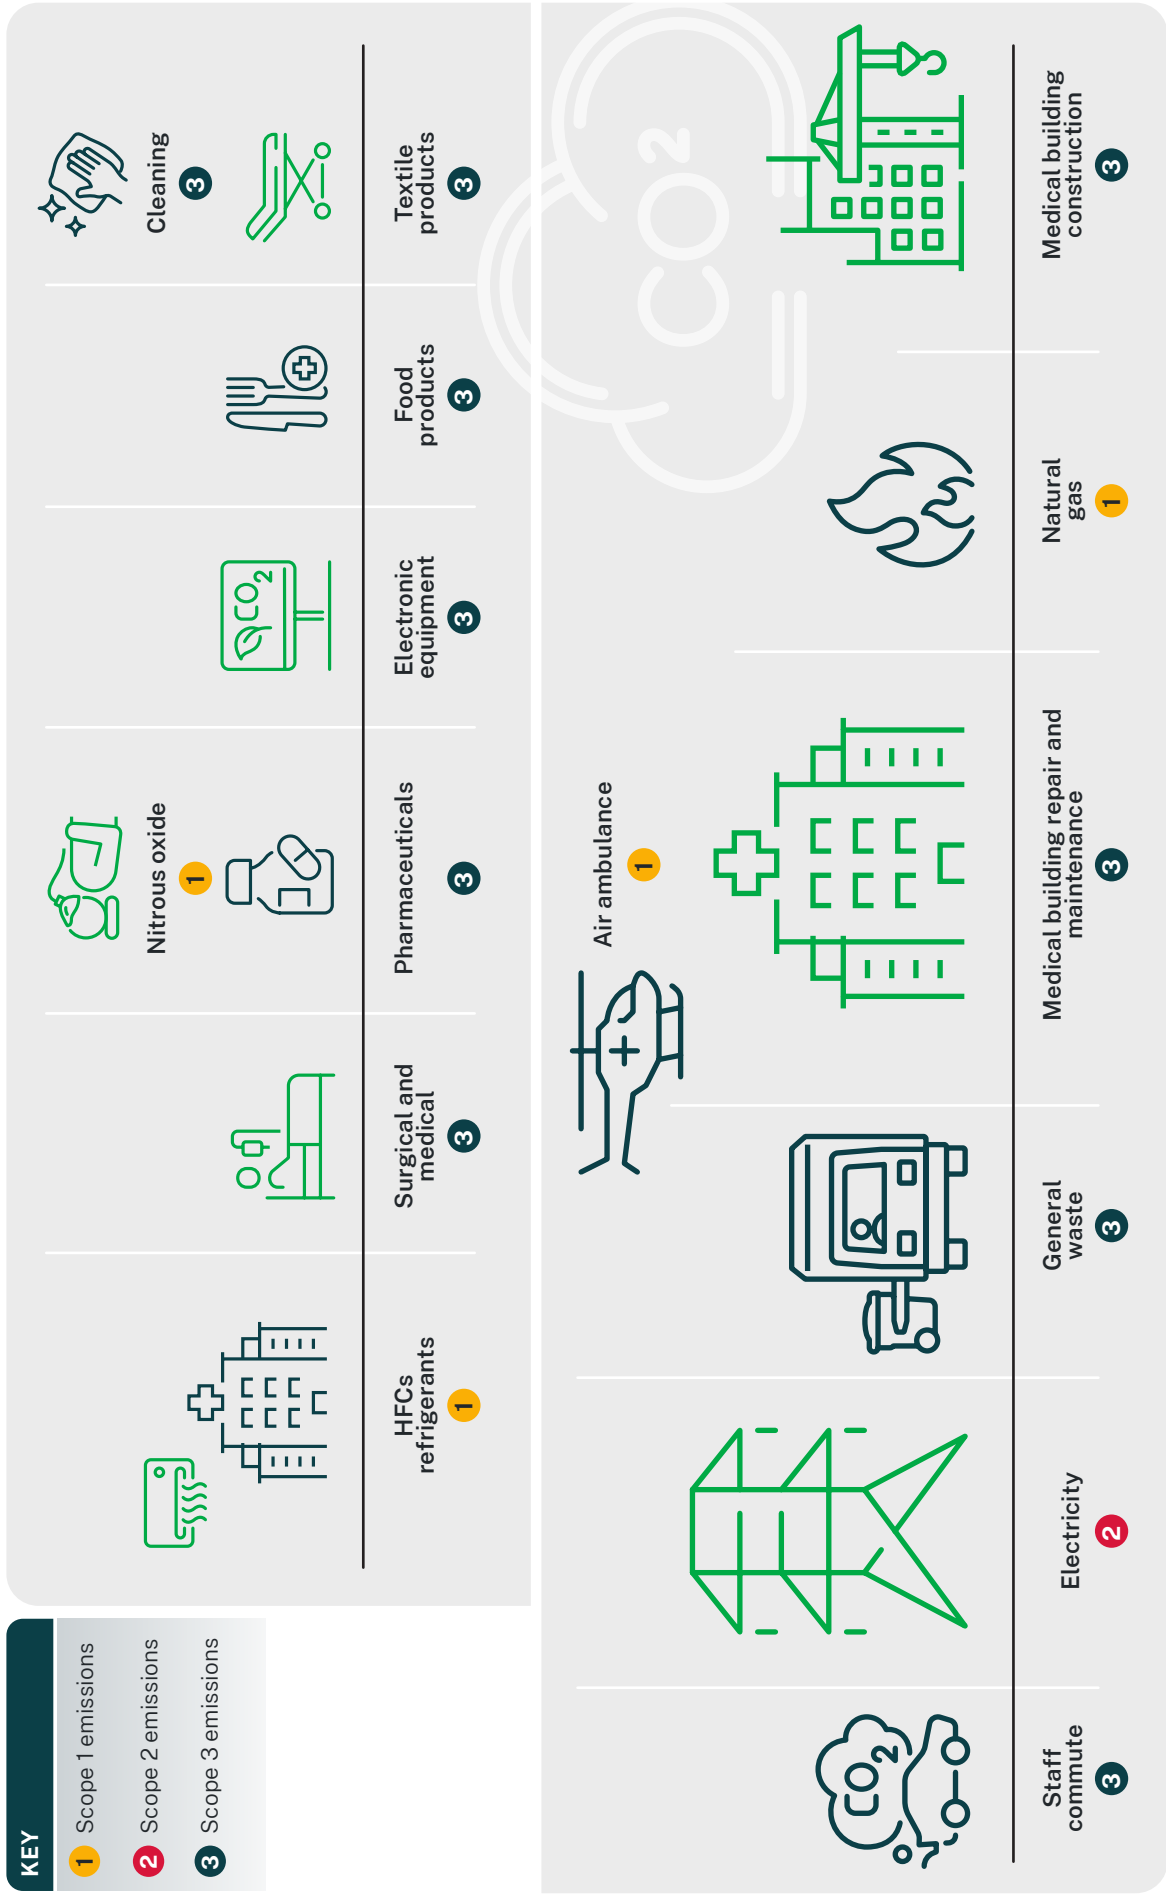 KEY
1 Scope 1 emissions
2 Scope 2 emissions
3 Scope 3 emissions
HFCs
refrigerants
1
Surgical and
medical
3
Nitrous oxide
1
Pharmaceuticals
3
CO2
Electronic
equipment
3
Food
products
3
Cleaning
3
Textile
products
3
CO2
CO2
Staff
commute
3
Electricity
2
General
waste
3
Air ambulance
1
Medical building repair and
maintenance
3
Natural
gas
1
Medical building
construction
3